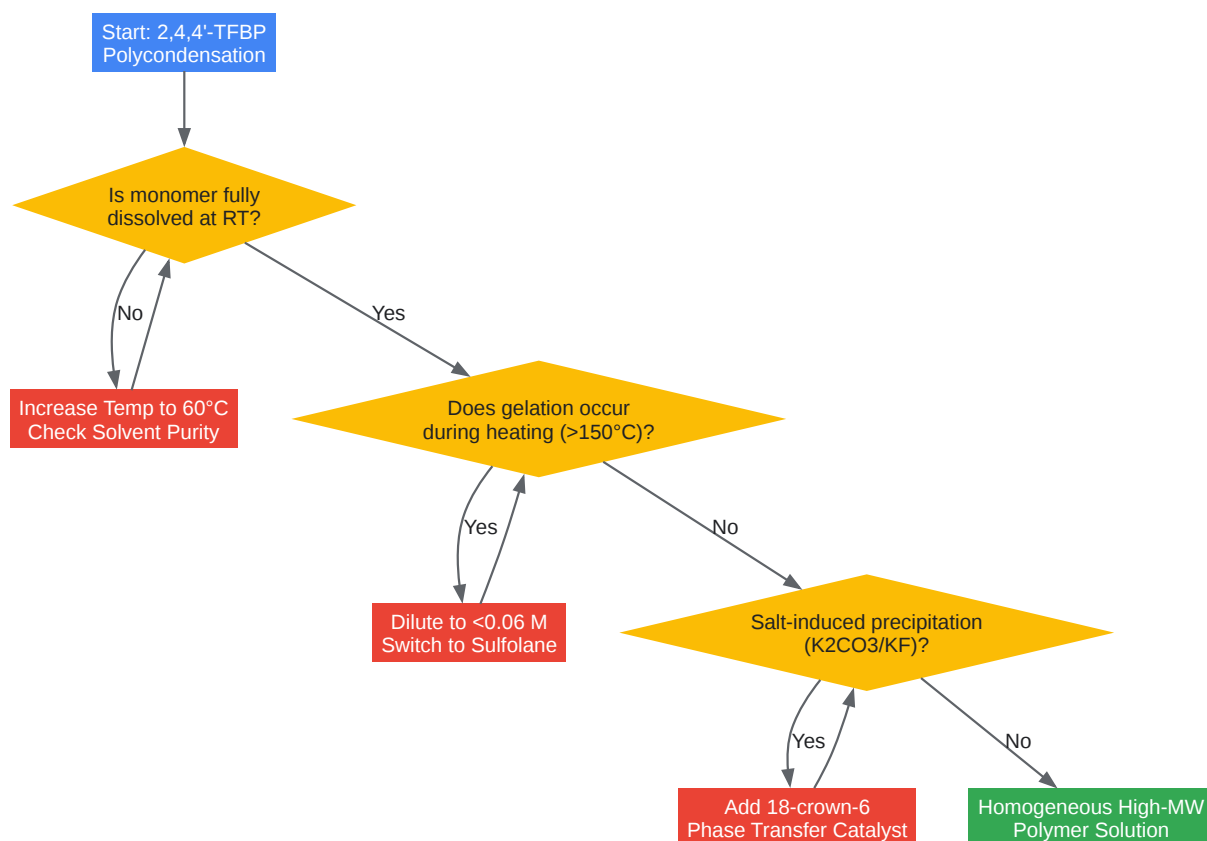 Start: 2,4,4'-TFBP
Polycondensation
Is monomer fully
dissolved at RT?
No
Yes
Increase Temp to 60°C
Check Solvent Purity
Does gelation occur
during heating (>150°C)?
Yes
No
Dilute to <0.06 M
Switch to Sulfolane
Salt-induced precipitation
(K2CO3/KF)?
Yes
No
Add 18-crown-6
Phase Transfer Catalyst
Homogeneous High-MW
Polymer Solution